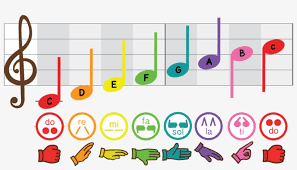 C D E F G A B C
do re mi fa sol la ti do